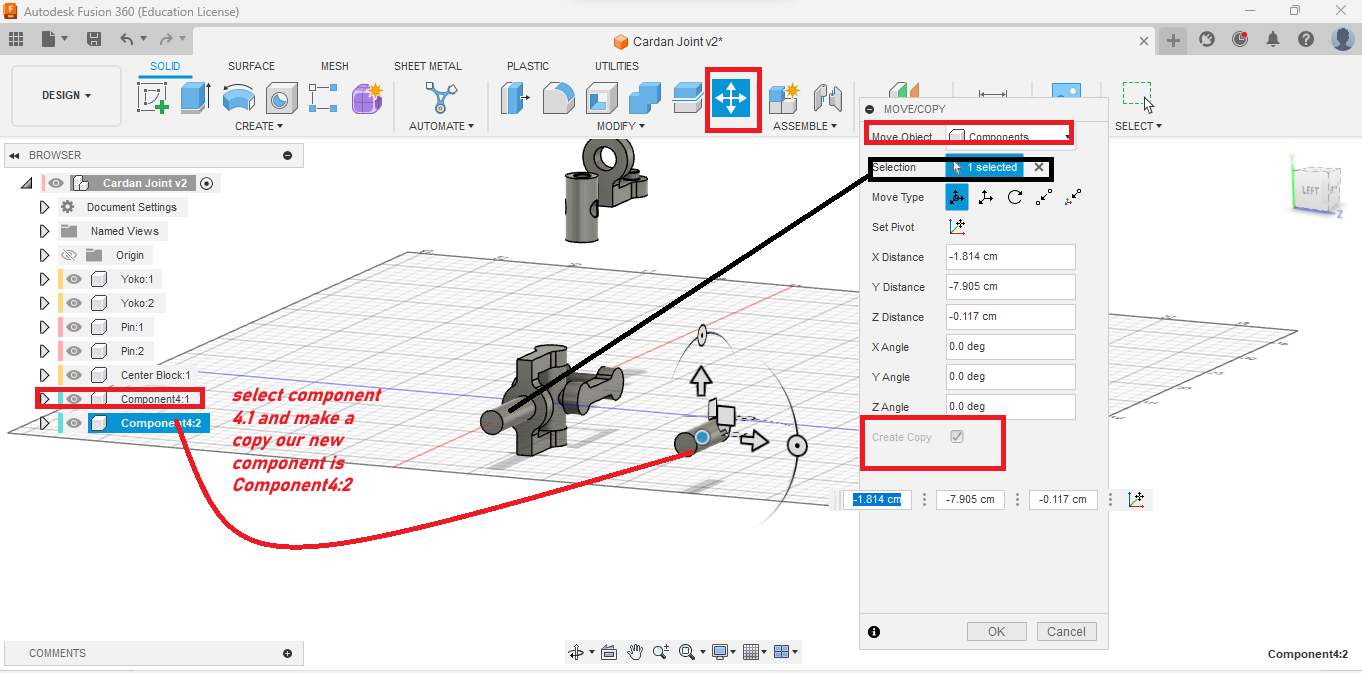 Autodesk Fusion 360 (Education License)
Cardan Joint v2*
SOLID SURFACE MESH SHEET METAL PLASTIC UTILITIES
DESIGN
CREATE AUTOMATE MODIFY ASSEMBLE SELECT
MOVE/COPY
Move Object Components
Selection 1 selected
Move Type
Set Pivot
X Distance -1.814 cm
Y Distance -7.905 cm
Z Distance -0.117 cm
X Angle 0.0 deg
Y Angle 0.0 deg
Z Angle 0.0 deg
Create Copy
-1.814 cm -7.905 cm -0.117 cm
OK Cancel
BROWSER
Cardan Joint v2
Document Settings
Named Views
Origin
Yoko:1
Yoko:2
Pin:1
Pin:2
Center Block:1
Component4:1
Component4:2
select component
4.1 and make a
copy our new
component is
Component4:2
Y
LEFT
Z
COMMENTS
Component4:2